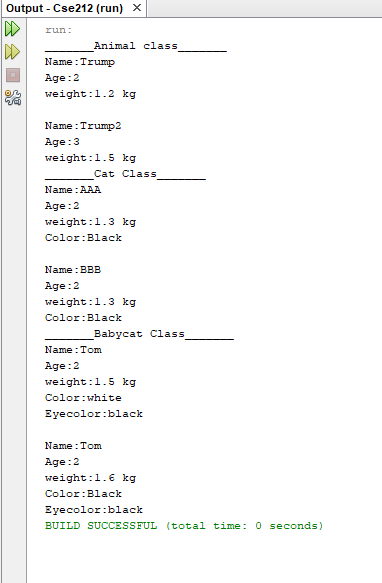 Output - Cse212 (run) ×
run:
_______Animal class_______
Name:Trump
Age:2
weight:1.2 kg
Name:Trump2
Age:3
weight:1.5 kg
_______Cat Class_______
Name:AAA
Age:2
weight:1.3 kg
Color:Black
Name:BBB
Age:2
weight:1.3 kg
Color:Black
_______Babycat Class_______
Name:Tom
Age:2
weight:1.5 kg
Color:white
Eyecolor:black
Name:Tom
Age:2
weight:1.6 kg
Color:Black
Eyecolor:black
BUILD SUCCESSFUL (total time: 0 seconds)